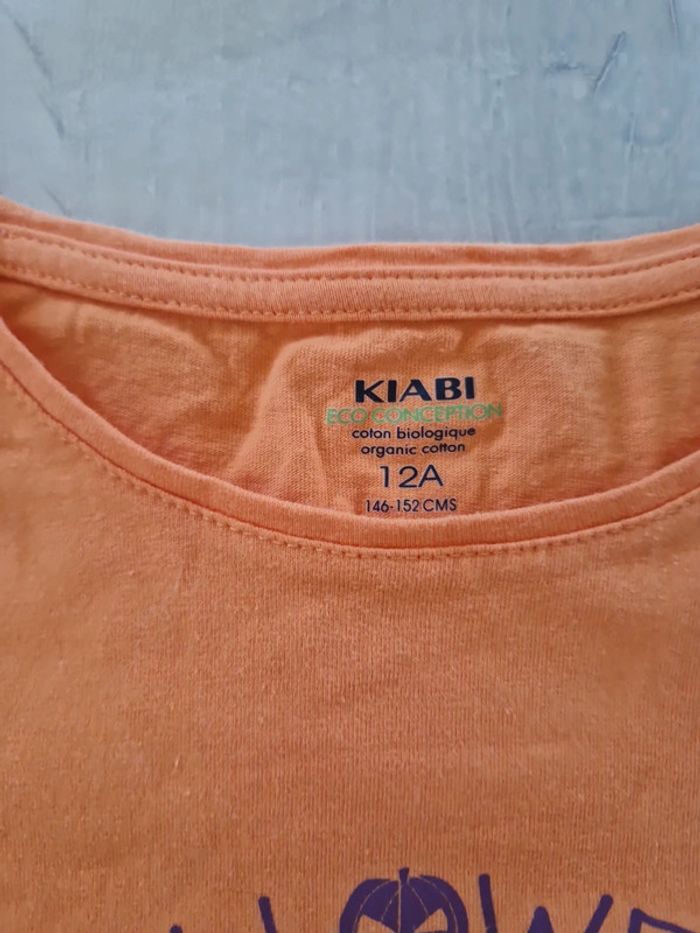 KIABI
ECO CONCEPTION
coton biologique
organic cotton
12A
146-152 CMS